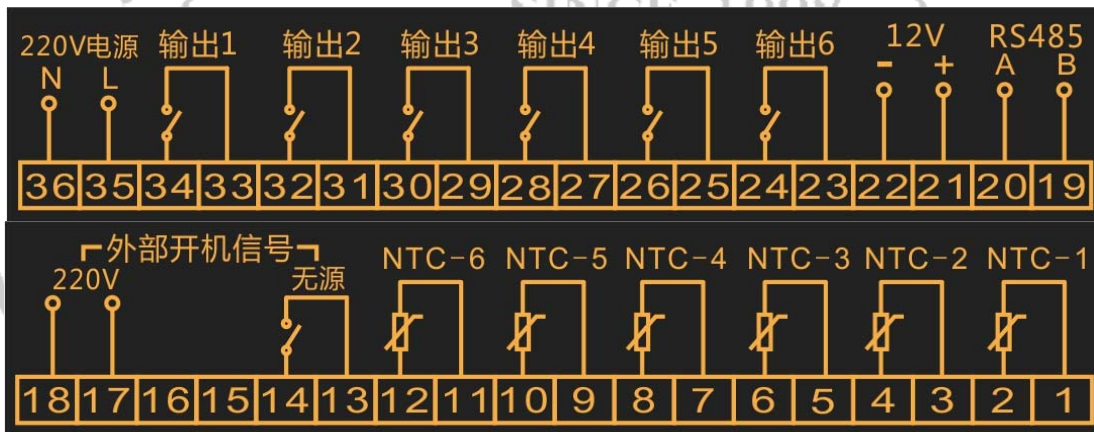 SINCE 1998
220V电源 输出1 输出2 输出3 输出4 输出5 输出6 12V RS485
N L - + A B
36 35 34 33 32 31 30 29 28 27 26 25 24 23 22 21 20 19
外部开机信号
220V 无源 NTC-6 NTC-5 NTC-4 NTC-3 NTC-2 NTC-1
18 17 16 15 14 13 12 11 10 9 8 7 6 5 4 3 2 1